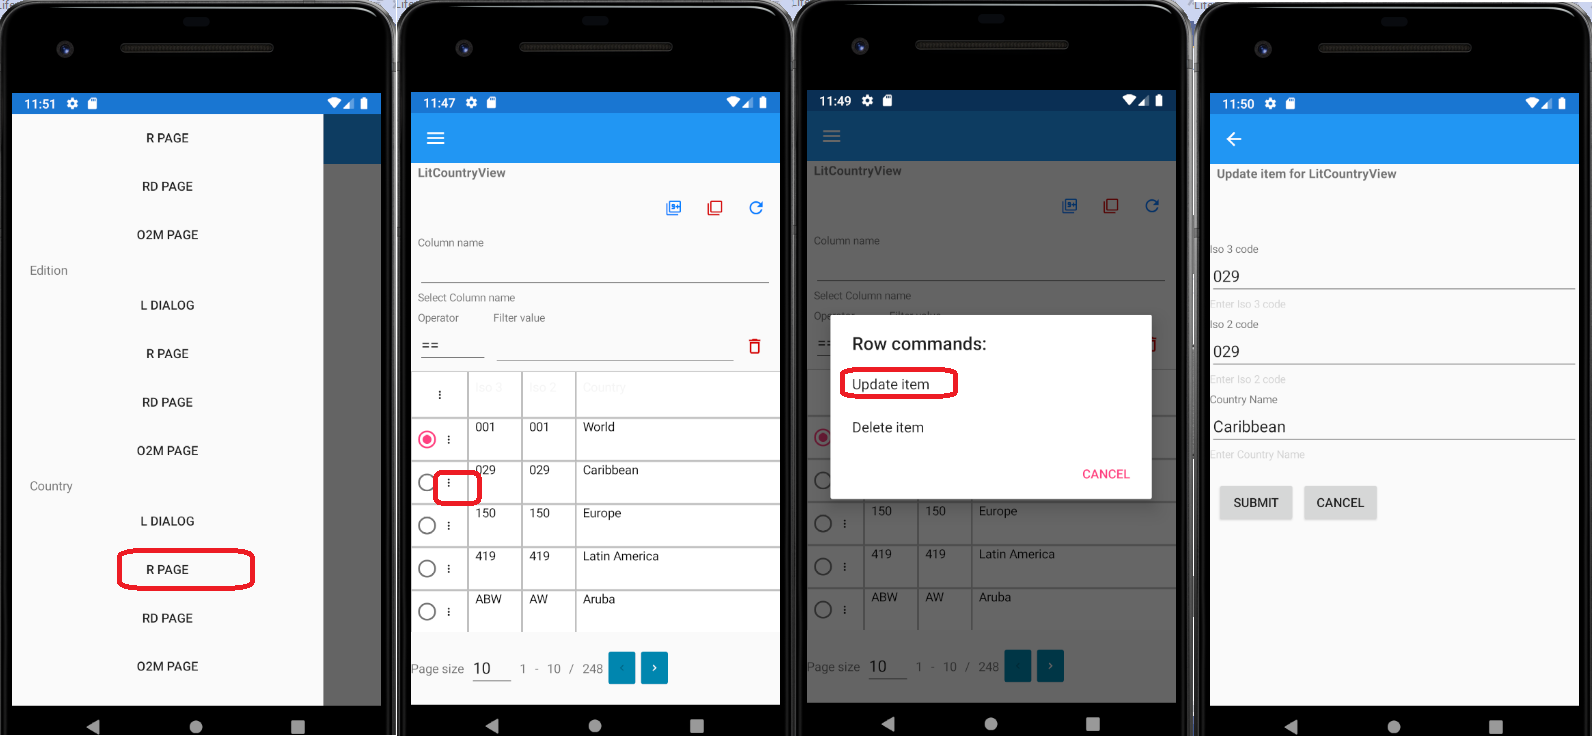 11:51
R PAGE
RD PAGE
O2M PAGE
Edition
L DIALOG
R PAGE
RD PAGE
O2M PAGE
Country
L DIALOG
R PAGE
RD PAGE
O2M PAGE
11:47
LitCountryView
Column name
Select Column name
Operator Filter value
==
Iso 3 Iso 2 Country
001 001 World
029 029 Caribbean
150 150 Europe
419 419 Latin America
ABW AW Aruba
Page size 10 1 - 10 / 248 < >
11:49
LitCountryView
Column name
Select Column name
==
Row commands:
Update item
Delete item
CANCEL
150 150 Europe
419 419 Latin America
ABW AW Aruba
Page size 10 1 - 10 / 248 < >
11:50
Update item for LitCountryView
Iso 3 code
029
Enter Iso 3 code
Iso 2 code
029
Enter Iso 2 code
Country Name
Caribbean
Enter Country Name
SUBMIT CANCEL